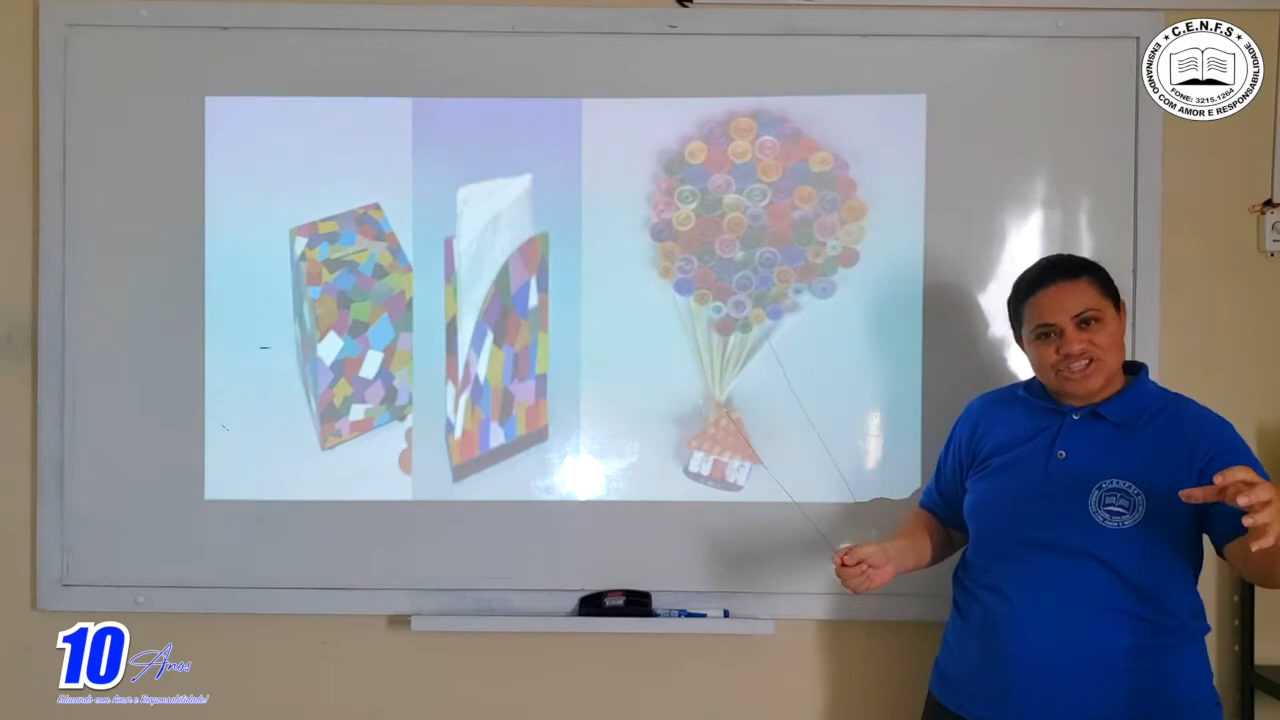 C.E.N.F.S
ENSINANDO COM AMOR E RESPONSABILIDADE
FONE: 3215.1264
C.E.N.F.S
10 Anos
Educando com Amor e Responsabilidade!